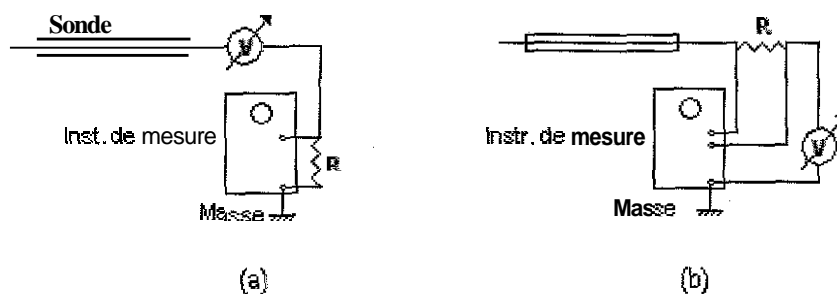 Sonde
V
R
Inst. de mesure
R
Masse
(a)
V
Instr. de mesure
Masse
(b)